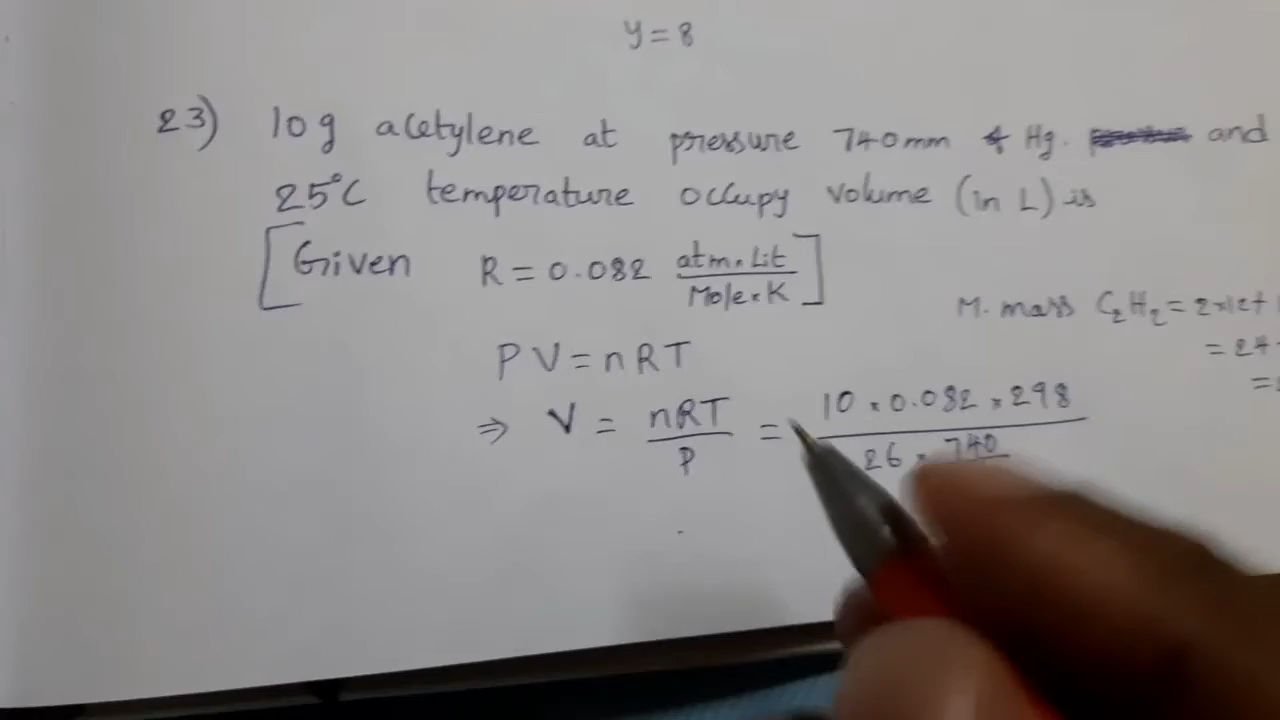 y = 8
23) 10g acetylene at pressure 740mm of Hg. and
25°C temperature occupy volume (in L) is
[Given R = 0.082 atm. Lit / Mole. K]
M. mass C₂H₂ = 2×12+
= 24
PV = nRT
=
⇒ V = nRT / P = 10 × 0.082 × 298 / 26 × 740